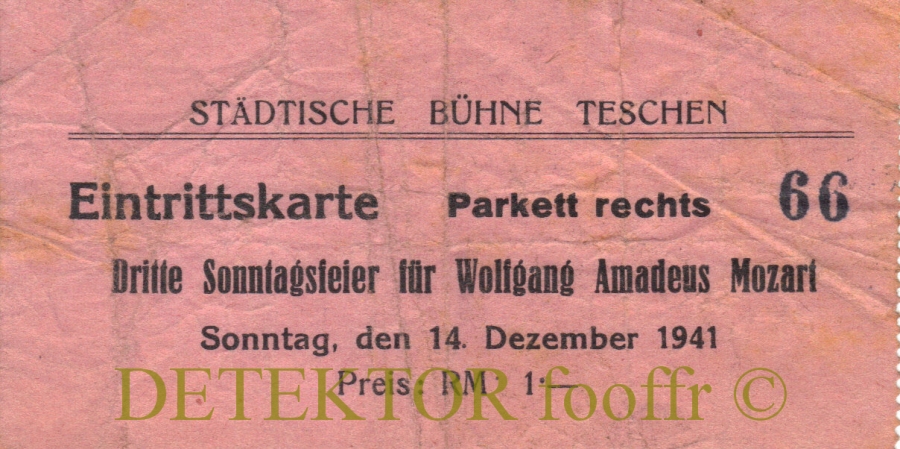 STÄDTISCHE BÜHNE TESCHEN
Eintrittskarte Parkett rechts 66
Dritte Sonntagsfeier für Wolfgang Amadeus Mozart
Sonntag, den 14. Dezember 1941
Preis: RM 1·—
DETEKTOR fooffr ©